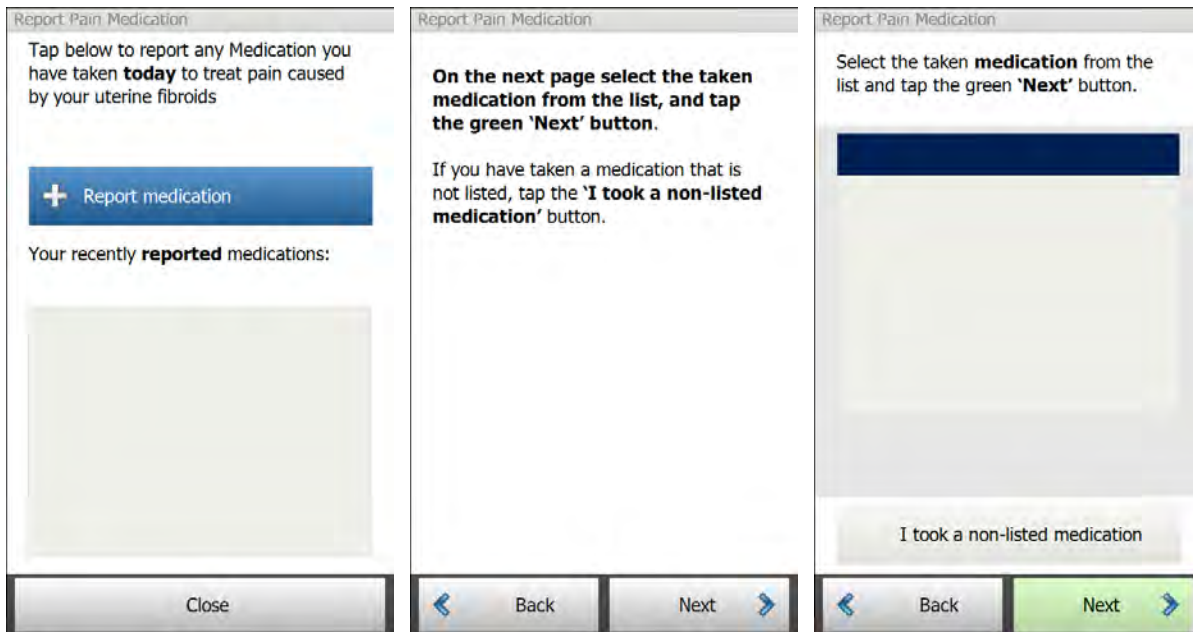 Report Pain Medication
Tap below to report any Medication you
have taken today to treat pain caused
by your uterine fibroids
Report medication
Your recently reported medications:
Close
Report Pain Medication
On the next page select the taken
medication from the list, and tap
the green ‘Next’ button.
If you have taken a medication that is
not listed, tap the ‘I took a non-listed
medication’ button.
Back
Next
Report Pain Medication
Select the taken medication from the
list and tap the green ‘Next’ button.
I took a non-listed medication
Back
Next